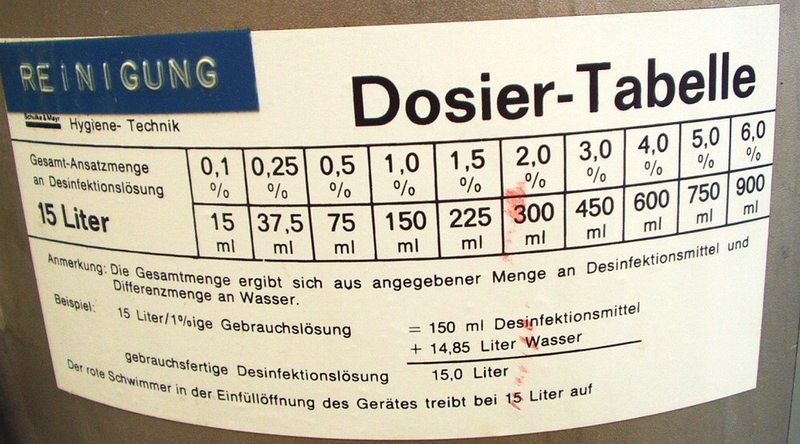 REINIGUNG
Dosier-Tabelle
Schülke & Mayr
Hygiene- Technik
Gesamt-Ansatzmenge
an Desinfektionslösung
15 Liter
0,1 % 0,25 % 0,5 % 1,0 % 1,5 % 2,0 % 3,0 % 4,0 % 5,0 % 6,0 %
15 ml 37,5 ml 75 ml 150 ml 225 ml 300 ml 450 ml 600 ml 750 ml 900 ml
Anmerkung: Die Gesamtmenge ergibt sich aus angegebener Menge an Desinfektionsmittel und
Differenzmenge an Wasser.
Beispiel: 15 Liter/1%ige Gebrauchslösung = 150 ml Desinfektionsmittel
+ 14,85 Liter Wasser
gebrauchsfertige Desinfektionslösung 15,0 Liter
Der rote Schwimmer in der Einfüllöffnung des Gerätes treibt bei 15 Liter auf